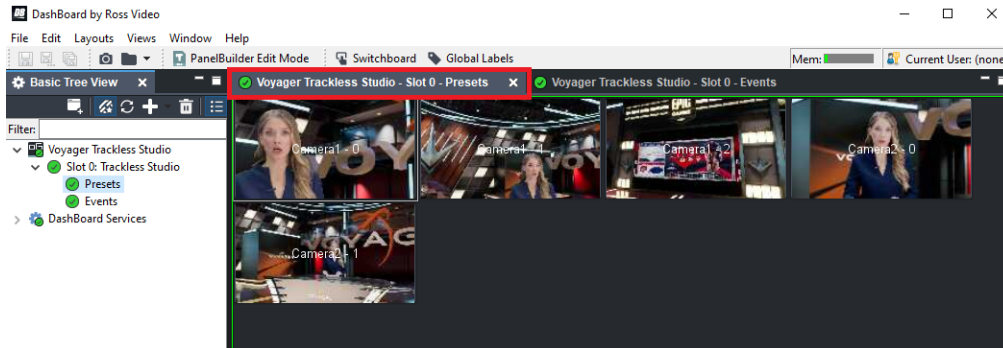 DashBoard by Ross Video
File Edit Layouts Views Window Help
PanelBuilder Edit Mode Switchboard Global Labels Mem: Current User: (none
Basic Tree View Voyager Trackless Studio - Slot 0 - Presets Voyager Trackless Studio - Slot 0 - Events
Filter:
Voyager Trackless Studio
Slot 0: Trackless Studio
Presets
Events
DashBoard Services
Camera1 - 0
Camera1 - 1
EPIC
GAMES
Camera1 - 2
Camera2 - 0
VOYAG
Camera2 - 1